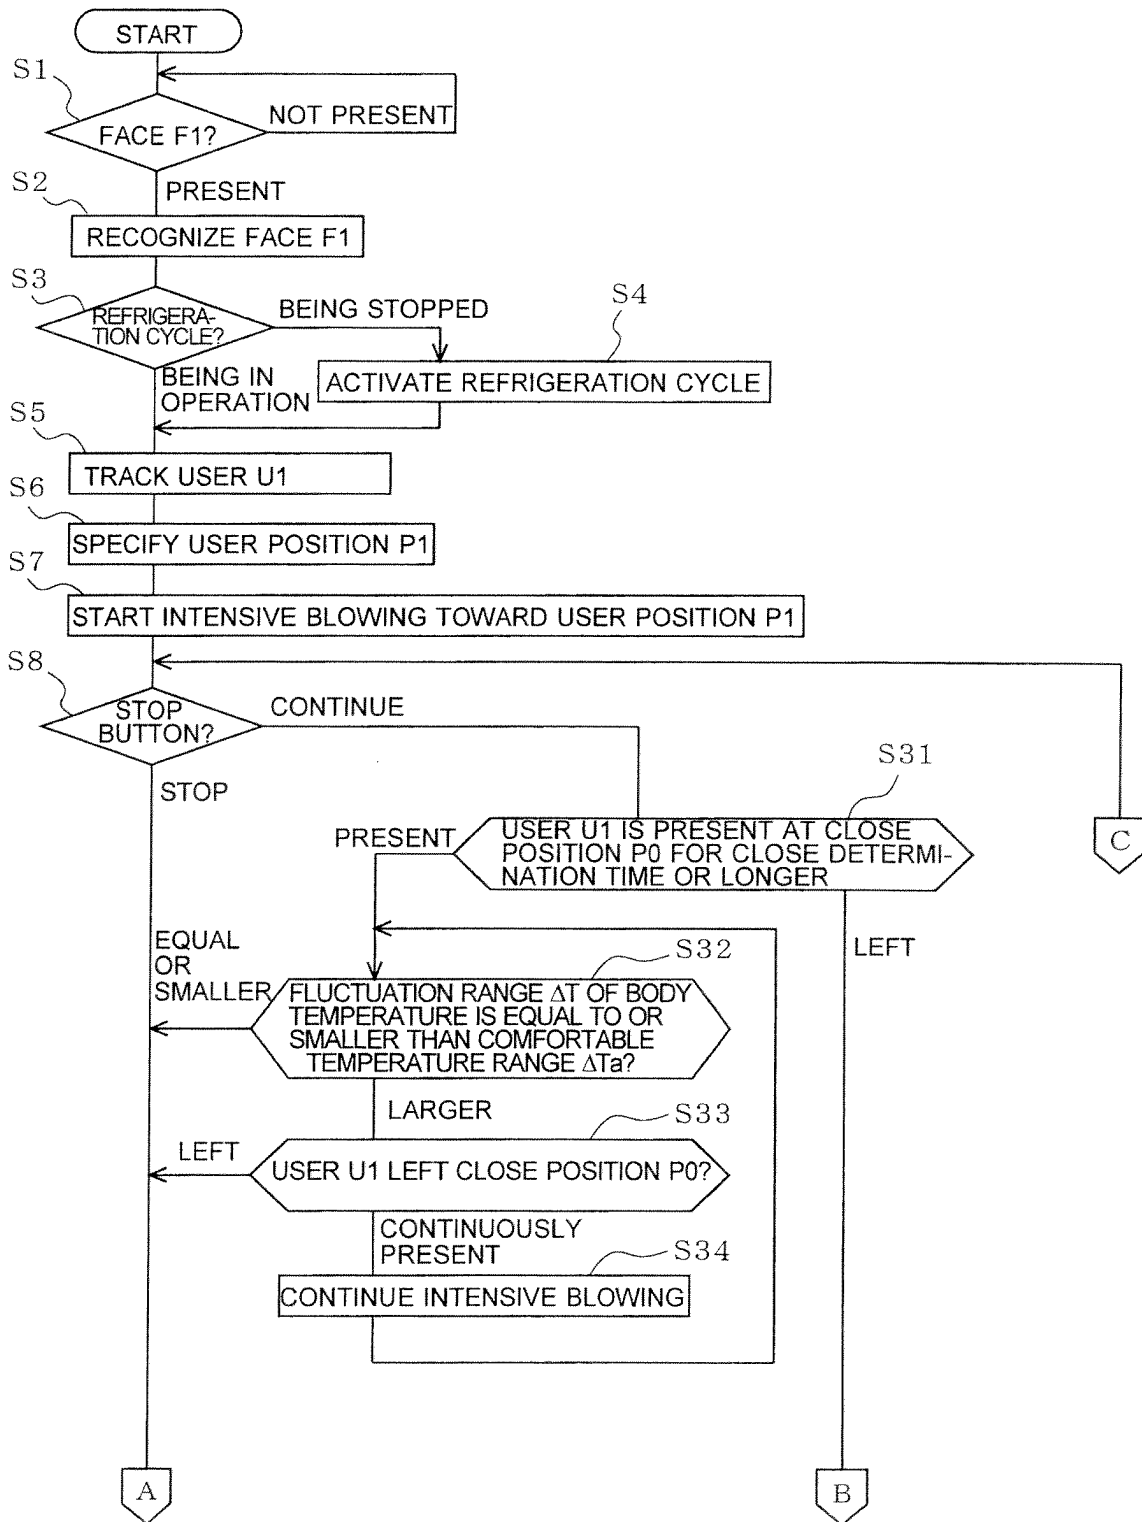 START
S1
FACE F1?
NOT PRESENT
PRESENT
S2
RECOGNIZE FACE F1
S3
REFRIGERA-
TION CYCLE?
BEING STOPPED
S4
ACTIVATE REFRIGERATION CYCLE
BEING IN
OPERATION
S5
TRACK USER U1
S6
SPECIFY USER POSITION P1
S7
START INTENSIVE BLOWING TOWARD USER POSITION P1
S8
STOP
BUTTON?
CONTINUE
STOP
S31
USER U1 IS PRESENT AT CLOSE
POSITION P0 FOR CLOSE DETERMI-
NATION TIME OR LONGER
C
PRESENT
LEFT
EQUAL
OR
SMALLER
S32
FLUCTUATION RANGE ΔT OF BODY
TEMPERATURE IS EQUAL TO OR
SMALLER THAN COMFORTABLE
TEMPERATURE RANGE ΔTa?
LARGER
S33
LEFT
USER U1 LEFT CLOSE POSITION P0?
CONTINUOUSLY
PRESENT
S34
CONTINUE INTENSIVE BLOWING
A
B